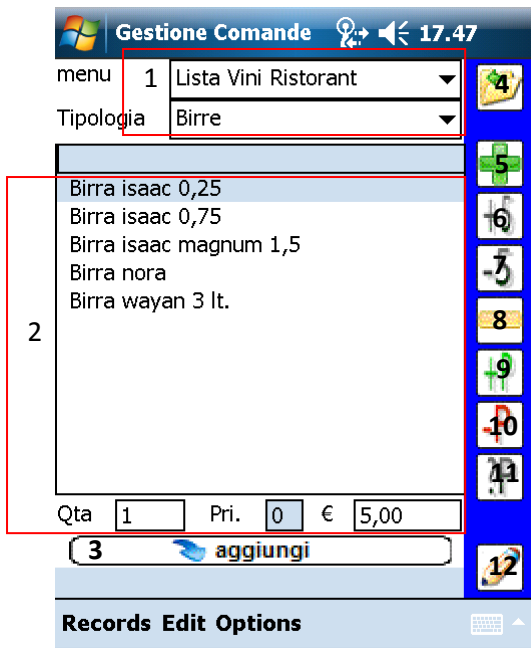 Gestione Comande 17.47
menu 1 Lista Vini Ristorant 4
Tipologia Birre
5
Birra isaac 0,25
Birra isaac 0,75 6
Birra isaac magnum 1,5
Birra nora -5 7
Birra wayan 3 lt.
8
2
9
10
11
Qta 1 Pri. 0 € 5,00
3 aggiungi
12
Records Edit Options